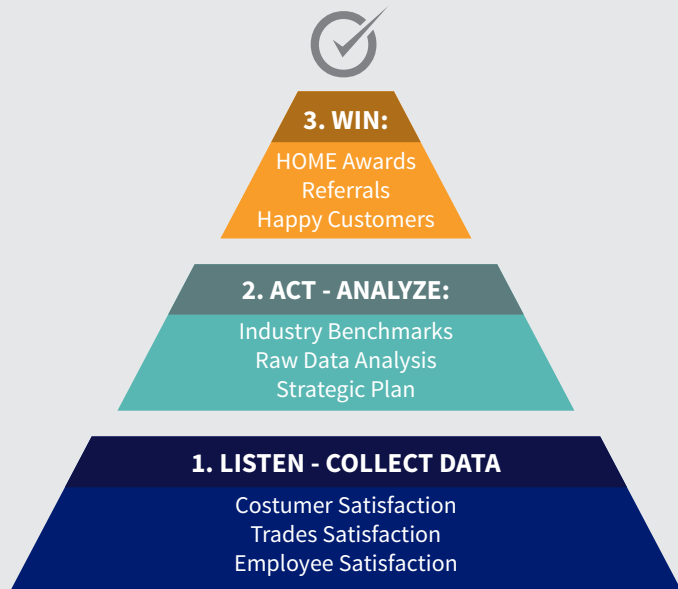 3. WIN:
HOME Awards
Referrals
Happy Customers
2. ACT - ANALYZE:
Industry Benchmarks
Raw Data Analysis
Strategic Plan
1. LISTEN - COLLECT DATA
Costumer Satisfaction
Trades Satisfaction
Employee Satisfaction